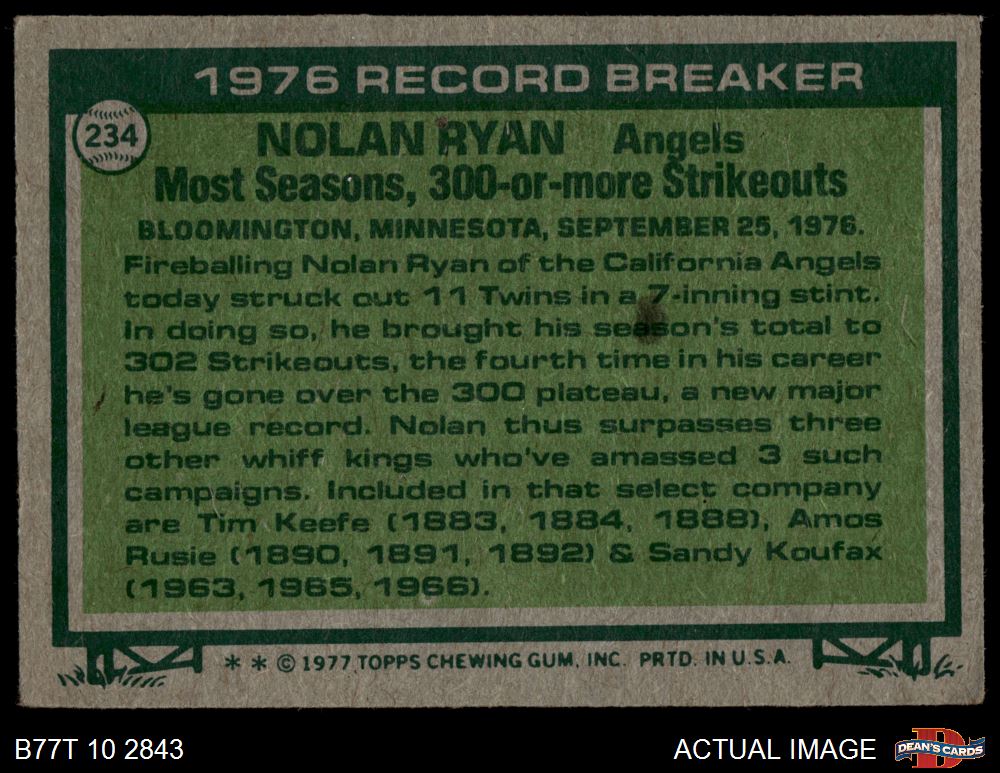 1976 RECORD BREAKER
234
NOLAN RYAN Angels
Most Seasons, 300-or-more Strikeouts
BLOOMINGTON, MINNESOTA, SEPTEMBER 25, 1976.
Fireballing Nolan Ryan of the California Angels
today struck out 11 Twins in a 7-inning stint.
In doing so, he brought his season's total to
302 Strikeouts, the fourth time in his career
he's gone over the 300 plateau, a new major
league record. Nolan thus surpasses three
other whiff kings who've amassed 3 such
campaigns. Included in that select company
are Tim Keefe (1883, 1884, 1888), Amos
Rusie (1890, 1891, 1892) & Sandy Koufax
(1963, 1965, 1966).
* * © 1977 TOPPS CHEWING GUM, INC. PRTD. IN U.S.A.
B77T 10 2843
ACTUAL IMAGE
D
DEAN'S CARDS